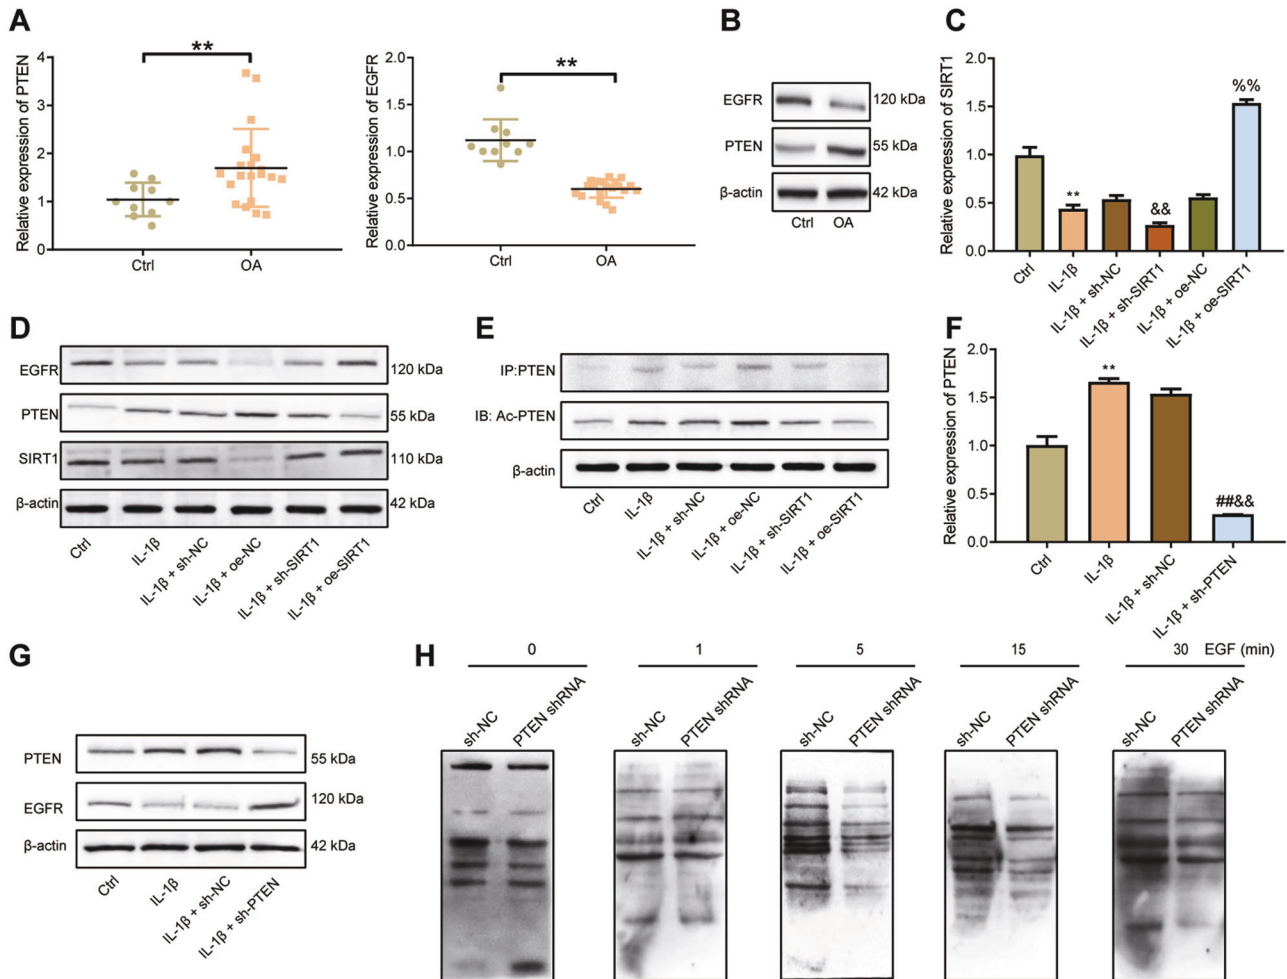 A
Relative expression of PTEN
4
3
2
1
0
**
Ctrl
OA
Relative expression of EGFR
2.0
1.5
1.0
0.5
0.0
**
Ctrl
OA
B
EGFR
120 kDa
PTEN
55 kDa
β-actin
42 kDa
Ctrl OA
C
Relative expression of SIRT1
2.0
1.5
1.0
0.5
0.0
**
&&
%%
Ctrl
IL-1β
IL-1β + sh-NC
IL-1β + sh-SIRT1
IL-1β + oe-NC
IL-1β + oe-SIRT1
D
EGFR
120 kDa
PTEN
55 kDa
SIRT1
110 kDa
β-actin
42 kDa
Ctrl
IL-1β
IL-1β + sh-NC
IL-1β + oe-NC
IL-1β + sh-SIRT1
IL-1β + oe-SIRT1
E
IP:PTEN
IB: Ac-PTEN
β-actin
Ctrl
IL-1β
IL-1β + sh-NC
IL-1β + oe-NC
IL-1β + sh-SIRT1
IL-1β + oe-SIRT1
F
Relative expression of PTEN
2.0
1.5
1.0
0.5
0.0
**
##&&
Ctrl
IL-1β
IL-1β + sh-NC
IL-1β + sh-PTEN
G
PTEN
55 kDa
EGFR
120 kDa
β-actin
42 kDa
Ctrl
IL-1β
IL-1β + sh-NC
IL-1β + sh-PTEN
H
0 1 5 15 30 EGF (min)
sh-NC
PTEN shRNA
sh-NC
PTEN shRNA
sh-NC
PTEN shRNA
sh-NC
PTEN shRNA
sh-NC
PTEN shRNA